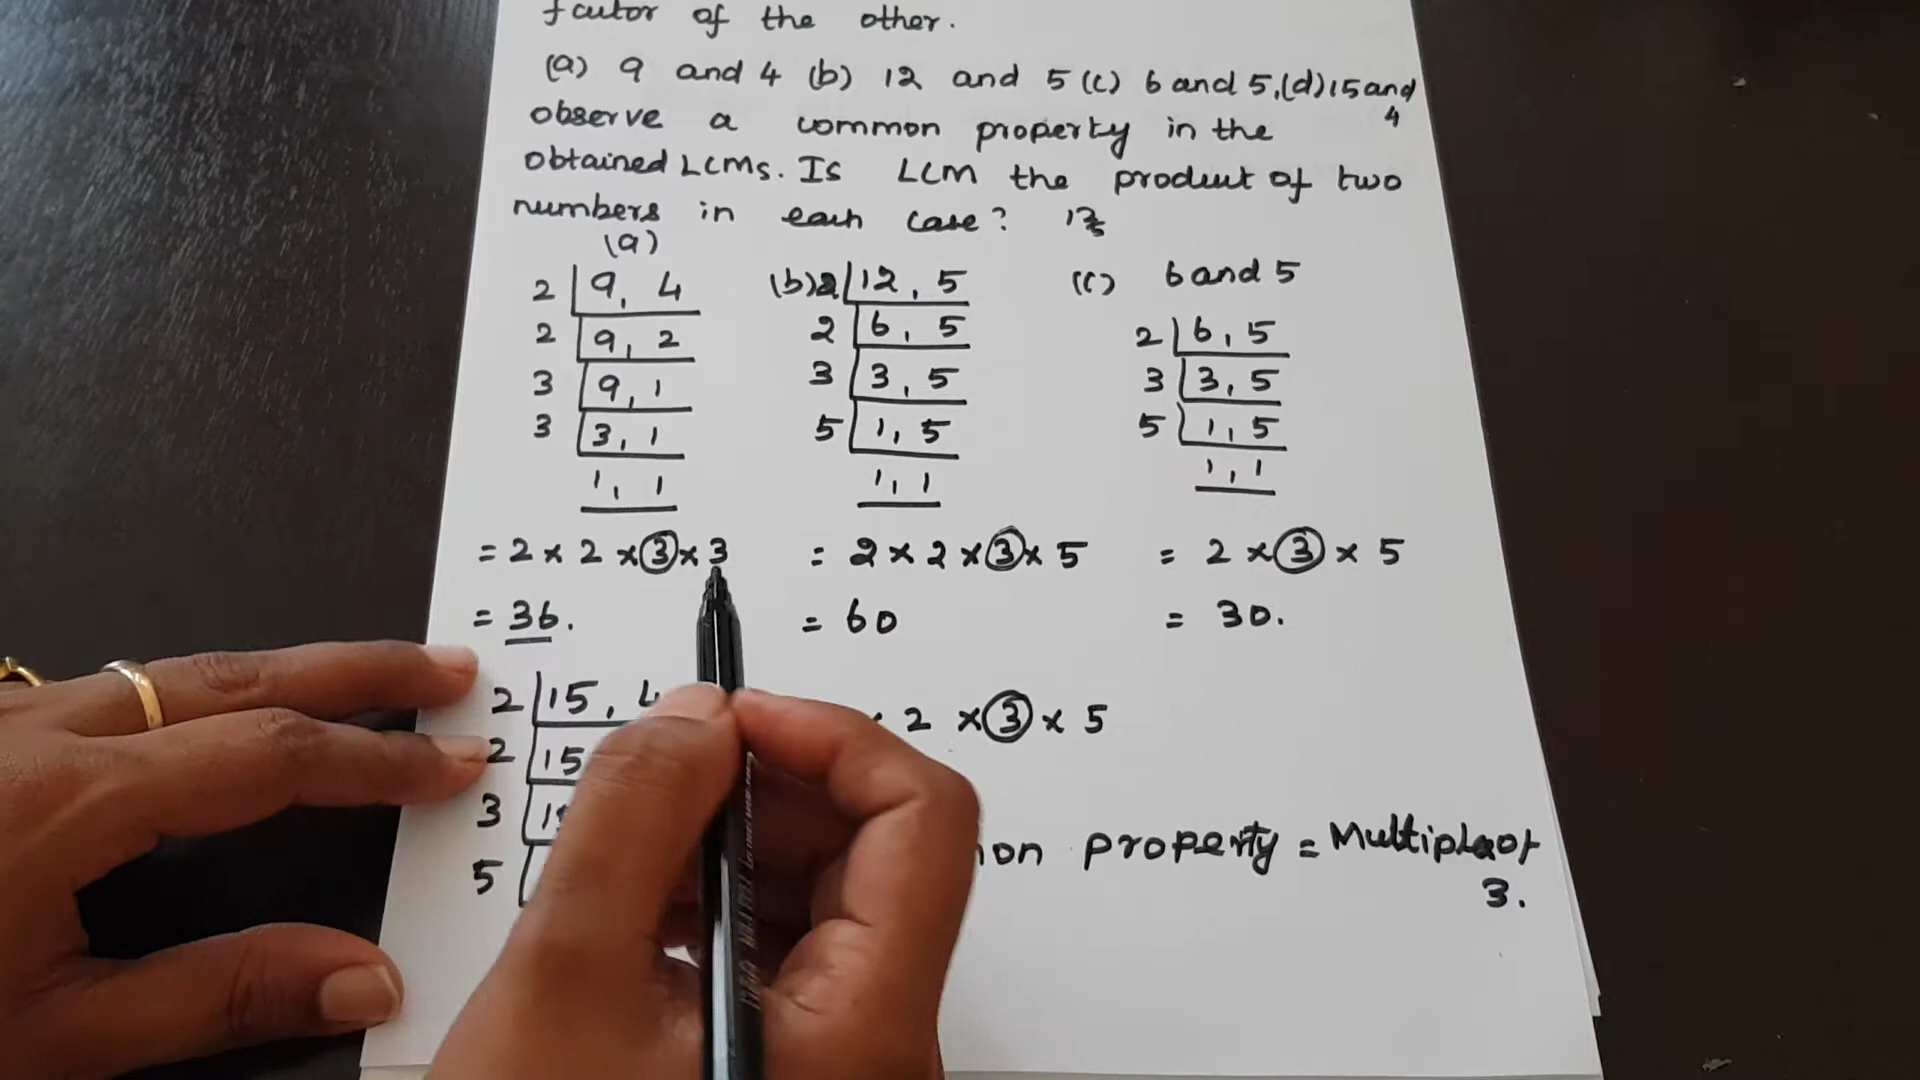 factor of the other.
(a) 9 and 4 (b) 12 and 5 (c) 6 and 5, (d) 15 and 4
observe a common property in the
obtained LCMs. Is LCM the product of two
numbers in each case?
(a)
2 | 9, 4
2 | 9, 2
3 | 9, 1
3 | 3, 1
1, 1
= 2 × 2 × 3 × 3
= 36.
(b) 2 | 12, 5
2 | 6, 5
3 | 3, 5
5 | 1, 5
1, 1
= 2 × 2 × 3 × 5
= 60
(c) 6 and 5
2 | 6, 5
3 | 3, 5
5 | 1, 5
1, 1
= 2 × 3 × 5
= 30.
2 | 15, 4
2 | 15
3
5
2 × 3 × 5
property = Multiple of
3.